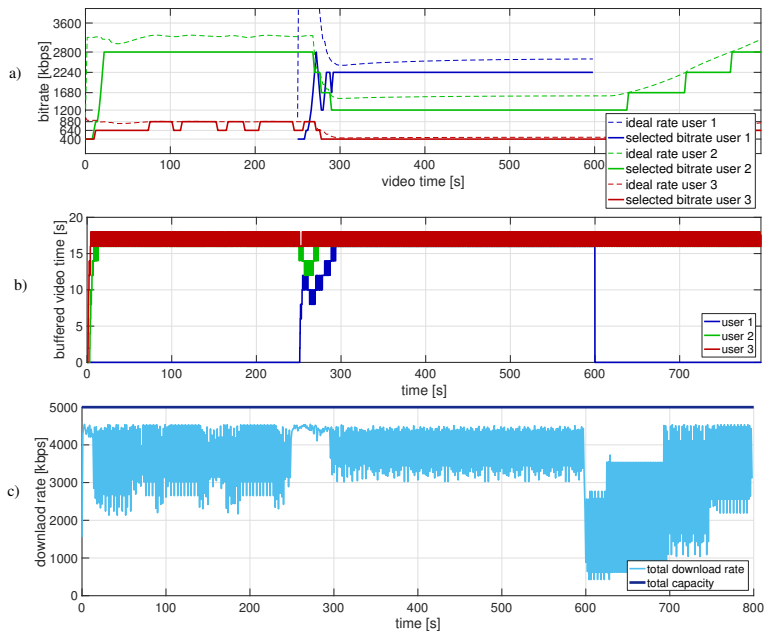 a)
bitrate [kbps]
3600
2800
2240
1680
1200
880
640
400
0 100 200 300 400 500 600
video time [s]
ideal rate user 1
selected bitrate user 1
ideal rate user 2
selected bitrate user 2
ideal rate user 3
selected bitrate user 3
b)
buffered video time [s]
20
15
10
5
0
0 100 200 300 400 500 600 700
time [s]
user 1
user 2
user 3
c)
downlaod rate [kbps]
5000
4000
3000
2000
1000
0
0 100 200 300 400 500 600 700 800
time [s]
total download rate
total capacity